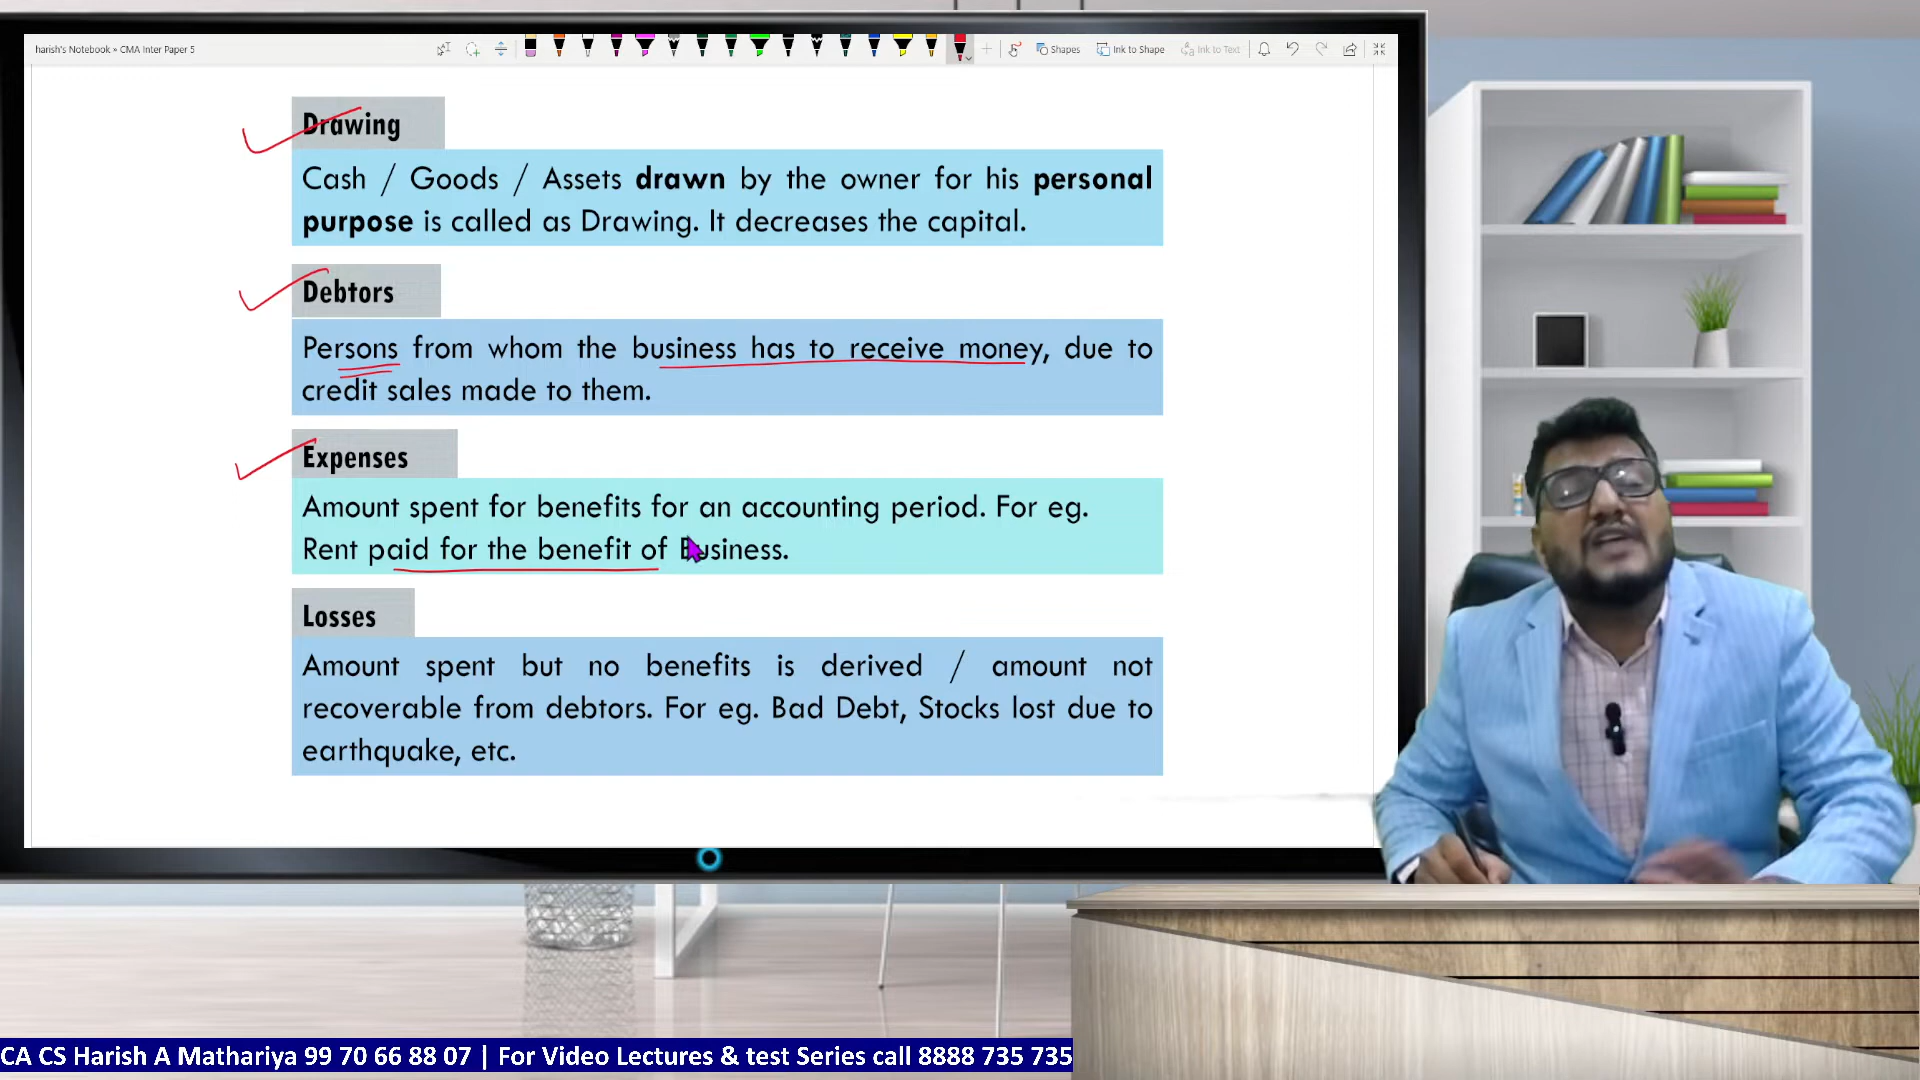 harish's Notebook » CMA Inter Paper 5
Shapes
Ink to Shape
Ink to Text
Drawing
Cash / Goods / Assets drawn by the owner for his personal
purpose is called as Drawing. It decreases the capital.
Debtors
Persons from whom the business has to receive money, due to
credit sales made to them.
Expenses
Amount spent for benefits for an accounting period. For eg.
Rent paid for the benefit of Business.
Losses
Amount spent but no benefits is derived / amount not
recoverable from debtors. For eg. Bad Debt, Stocks lost due to
earthquake, etc.
CA CS Harish A Mathariya 99 70 66 88 07 | For Video Lectures & test Series call 8888 735 735